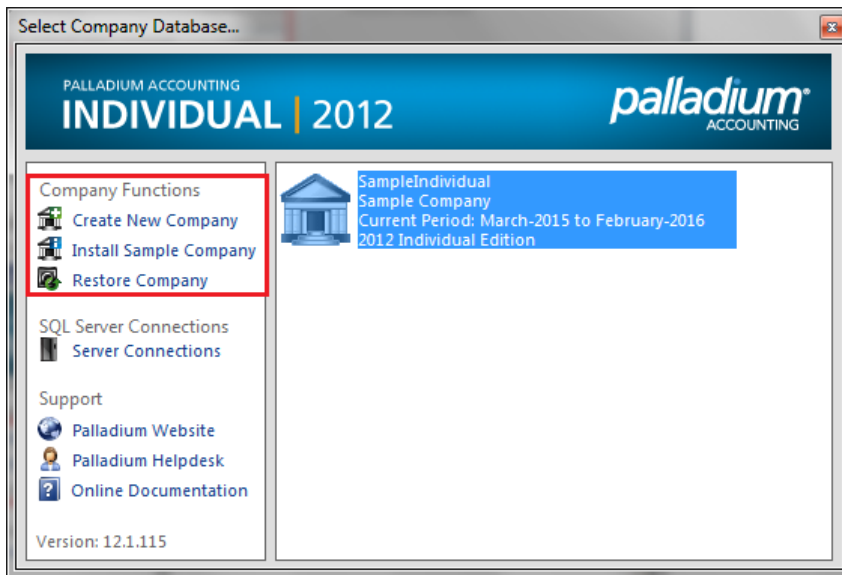 Select Company Database...
PALLADIUM ACCOUNTING
INDIVIDUAL | 2012
palladium
ACCOUNTING
Company Functions
Create New Company
Install Sample Company
Restore Company
SQL Server Connections
Server Connections
Support
Palladium Website
Palladium Helpdesk
Online Documentation
Version: 12.1.115
SampleIndividual
Sample Company
Current Period: March-2015 to February-2016
2012 Individual Edition